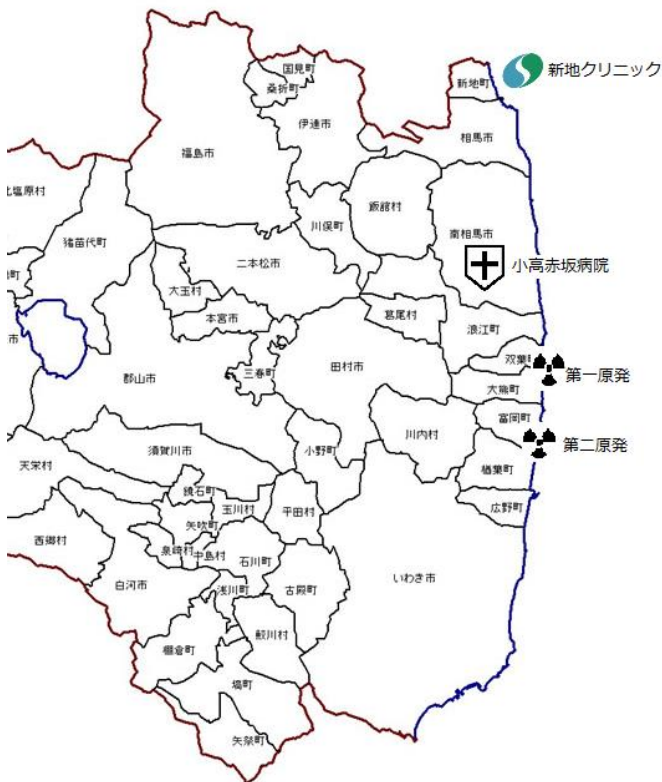 国見町
新地クリニック
桑折町
新地町
伊達市
相馬市
福島市
飯舘村
川俣町
南相馬市
猪苗代町
二本松市
小高赤坂病院
大玉村
本宮市
葛尾村
浪江町
双葉町
第一原発
三春町
田村市
郡山市
大熊町
富岡町
川内村
須賀川市
小野町
第二原発
天栄村
楢葉町
鏡石町
玉川村
平田村
広野町
矢吹町
西郷村
泉崎村
中島村
石川町
いわき市
白河市
浅川町
古殿町
鮫川村
棚倉町
塙町
矢祭町